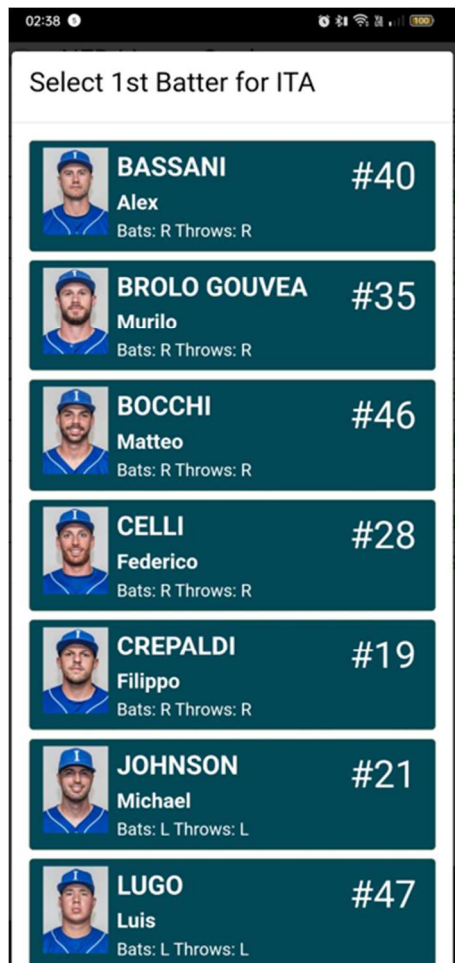 02:38
100
Select 1st Batter for ITA
BASSANI
#40
Alex
Bats: R Throws: R
BROLO GOUVEA
#35
Murilo
Bats: R Throws: R
BOCCHI
#46
Matteo
Bats: R Throws: R
CELLI
#28
Federico
Bats: R Throws: R
CREPALDI
#19
Filippo
Bats: R Throws: R
JOHNSON
#21
Michael
Bats: L Throws: L
LUGO
#47
Luis
Bats: L Throws: L